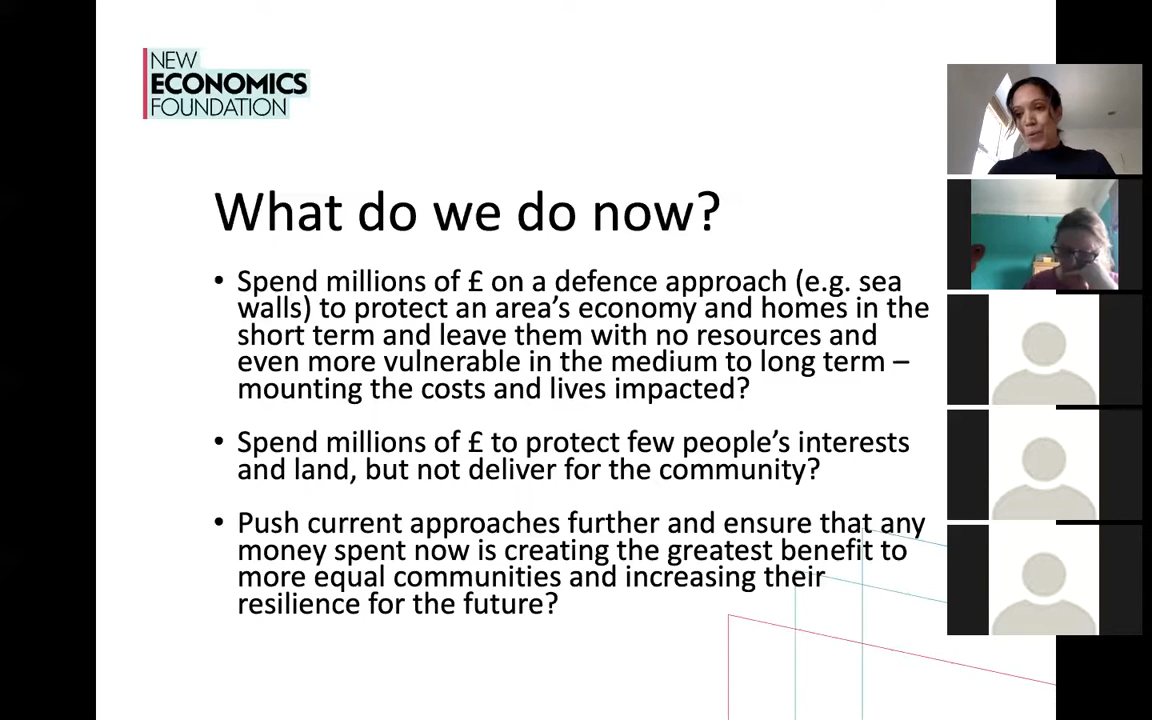 NEW
ECONOMICS
FOUNDATION
What do we do now?
• Spend millions of £ on a defence approach (e.g. sea
walls) to protect an area's economy and homes in the
short term and leave them with no resources and
even more vulnerable in the medium to long term –
mounting the costs and lives impacted?
• Spend millions of £ to protect few people's interests
and land, but not deliver for the community?
• Push current approaches further and ensure that any
money spent now is creating the greatest benefit to
more equal communities and increasing their
resilience for the future?